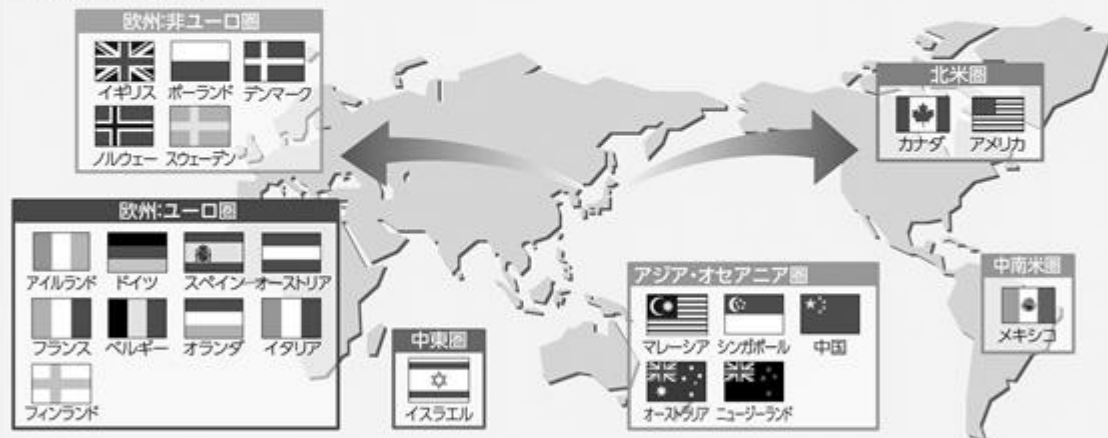 欧州:非ユーロ圏
イギリス ポーランド デンマーク
ノルウェー スウェーデン
北米圏
カナダ アメリカ
欧州:ユーロ圏
アイルランド ドイツ スペイン オーストリア
フランス ベルギー オランダ イタリア
フィンランド
中東圏
イスラエル
アジア・オセアニア圏
マレーシア シンガポール 中国
オーストラリア ニュージーランド
中南米圏
メキシコ